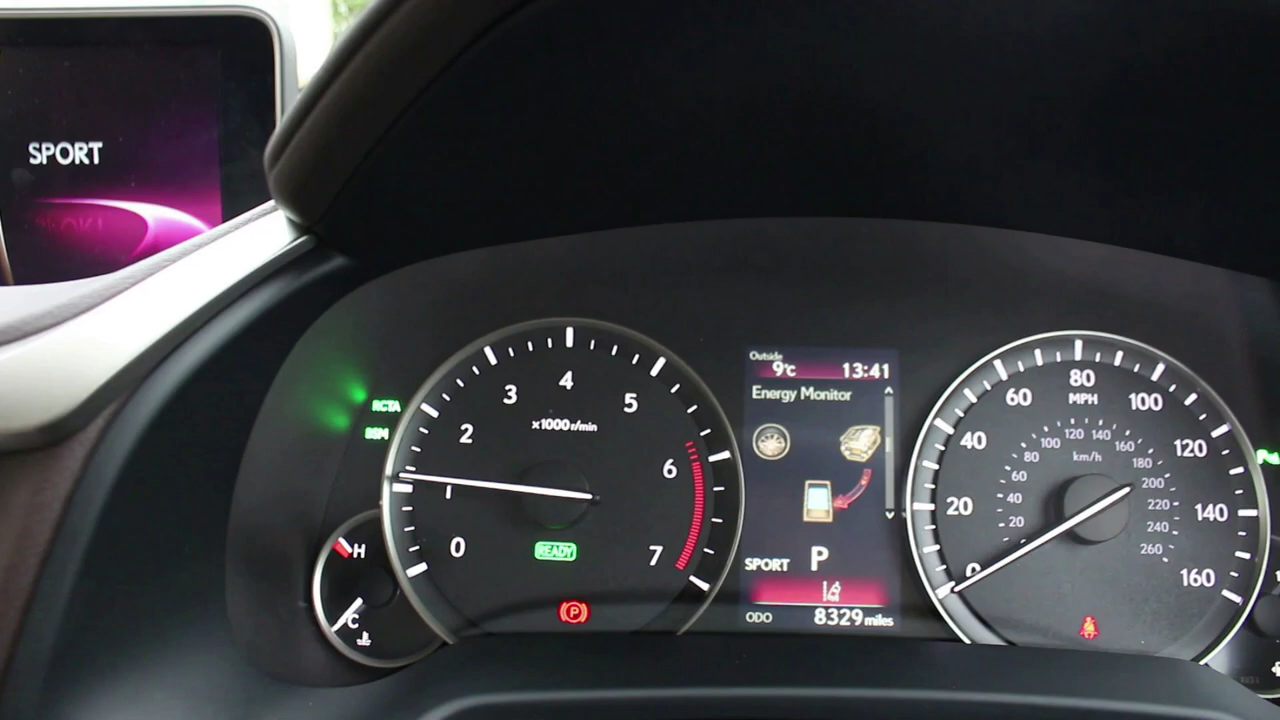 SPORT
RCTA
BSM
0
1
2
3
4
5
6
7
x1000r/min
READY
P
H
C
Outside
9°C 13:41
Energy Monitor
SPORT P
ODO 8329 miles
0
20
40
60
80
100
120
140
160
MPH
km/h
20
40
60
80
100
120
140
160
180
200
220
240
260